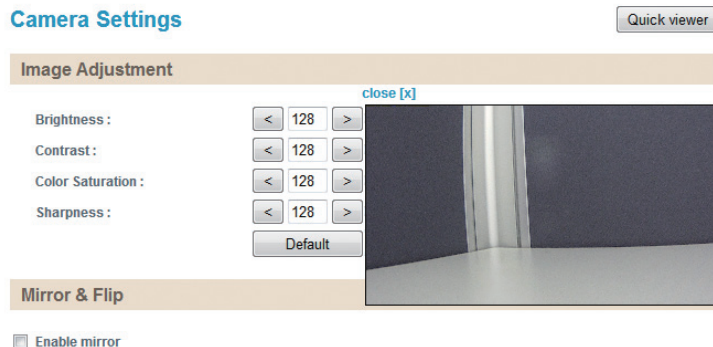 Camera Settings
Quick viewer
Image Adjustment
close [x]
Brightness :
< 128 >
Contrast :
< 128 >
Color Saturation :
< 128 >
Sharpness :
< 128 >
Default
Mirror & Flip
Enable mirror